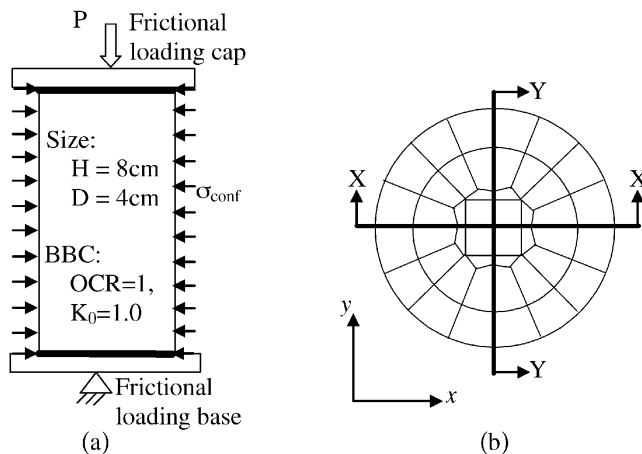 P
Frictional
loading cap
Size:
H = 8cm
D = 4cm
σconf
BBC:
OCR=1,
K0=1.0
Frictional
loading base
(a)
Y
X
X
y
x
Y
(b)